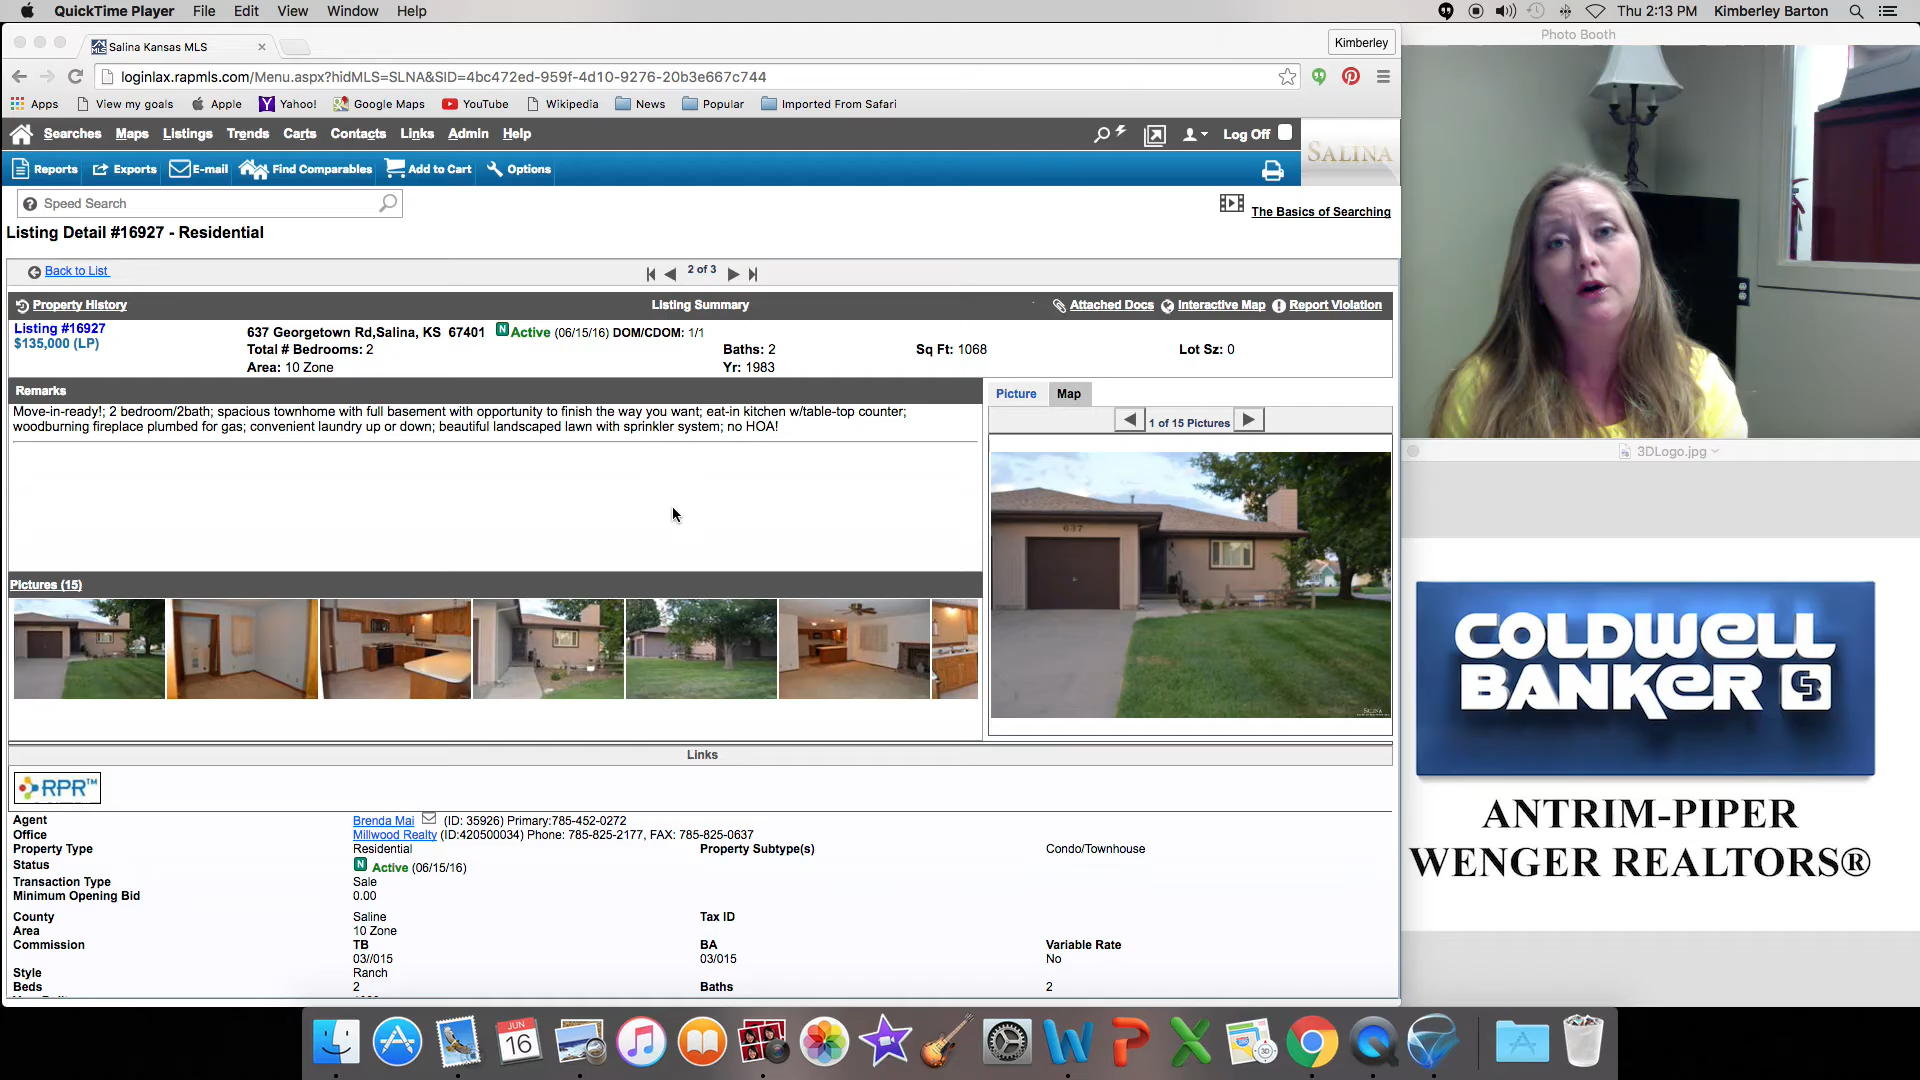 QuickTime Player File Edit View Window Help Thu 2:13 PM Kimberley Barton
Salina Kansas MLS Kimberley
Photo Booth
loginlax.rapmls.com/Menu.aspx?hidMLS=SLNA&SID=4bc472ed-959f-4d10-9276-20b3e667c744
Apps View my goals Apple Yahoo! Google Maps YouTube Wikipedia News Popular Imported From Safari
Searches Maps Listings Trends Carts Contacts Links Admin Help Log Off
SALINA
Reports Exports E-mail Find Comparables Add to Cart Options
Speed Search
The Basics of Searching
Listing Detail #16927 - Residential
Back to List 2 of 3
Property History Listing Summary Attached Docs Interactive Map Report Violation
Listing #16927 637 Georgetown Rd,Salina, KS 67401 N Active (06/15/16) DOM/CDOM: 1/1
$135,000 (LP) Total # Bedrooms: 2 Baths: 2 Sq Ft: 1068 Lot Sz: 0
Area: 10 Zone Yr: 1983
Remarks
Picture Map
Move-in-ready!; 2 bedroom/2bath; spacious townhome with full basement with opportunity to finish the way you want; eat-in kitchen w/table-top counter;
woodburning fireplace plumbed for gas; convenient laundry up or down; beautiful landscaped lawn with sprinkler system; no HOA!
1 of 15 Pictures
637
SALINA
Pictures (15)
Links
RPR™
Agent Brenda Mai (ID: 35926) Primary:785-452-0272
Office Millwood Realty (ID:420500034) Phone: 785-825-2177, FAX: 785-825-0637
Property Type Residential Property Subtype(s) Condo/Townhouse
Status N Active (06/15/16)
Transaction Type Sale
Minimum Opening Bid 0.00
County Saline Tax ID
Area 10 Zone
Commission TB BA Variable Rate
03//015 03/015 No
Style Ranch
Beds 2 Baths 2
3DLogo.jpg
COLDWELL
BANKER CB
ANTRIM-PIPER
WENGER REALTORS®
JUN
16
3D